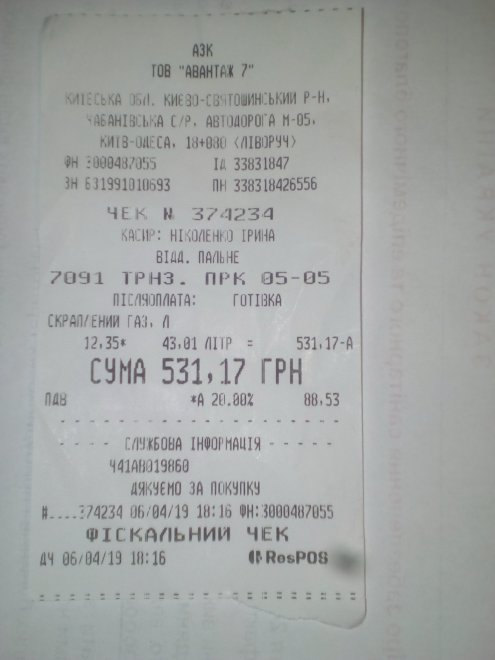 АЗК
ТОВ "АВАНТАЖ 7"
КИЇВСЬКА ОБЛ. КИЄВО-СВЯТОШИНСЬКИЙ Р-Н,
ЧАБАНІВСЬКА С/Р, АВТОДОРОГА М-05,
КИЇВ-ОДЕСА, 18+080 <ЛІВОРУЧ>
ФН 3000487055 ІД 33831847
ЗН 631991010693 ПН 338318426556
ЧЕК № 374234
КАСИР: НІКОЛЕНКО ІРИНА
ВІДД. ПАЛЬНЕ
7091 ТРНЗ. ПРК 05-05
ПІСЛЯОПЛАТА: ГОТІВКА
СКРАПЛЕНИЙ ГАЗ, Л
12,35* 43,01 ЛІТР = 531,17-А
СУМА 531,17 ГРН
ПДВ *А 20.00% 88,53
- - - - - - - - - - - - - - - - - - - -
- - - - СЛУЖБОВА ІНФОРМАЦІЯ - - - - -
441АВ019860
ДЯКУЄМО ЗА ПОКУПКУ
#....374234 06/04/19 18:16 ФН:3000487055
ФІСКАЛЬНИЙ ЧЕК
ДЧ 06/04/19 18:16 ResPOS